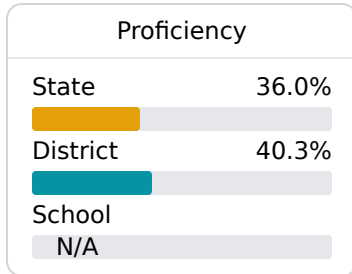 Proficiency
State 36.0%
District 40.3%
School
N/A